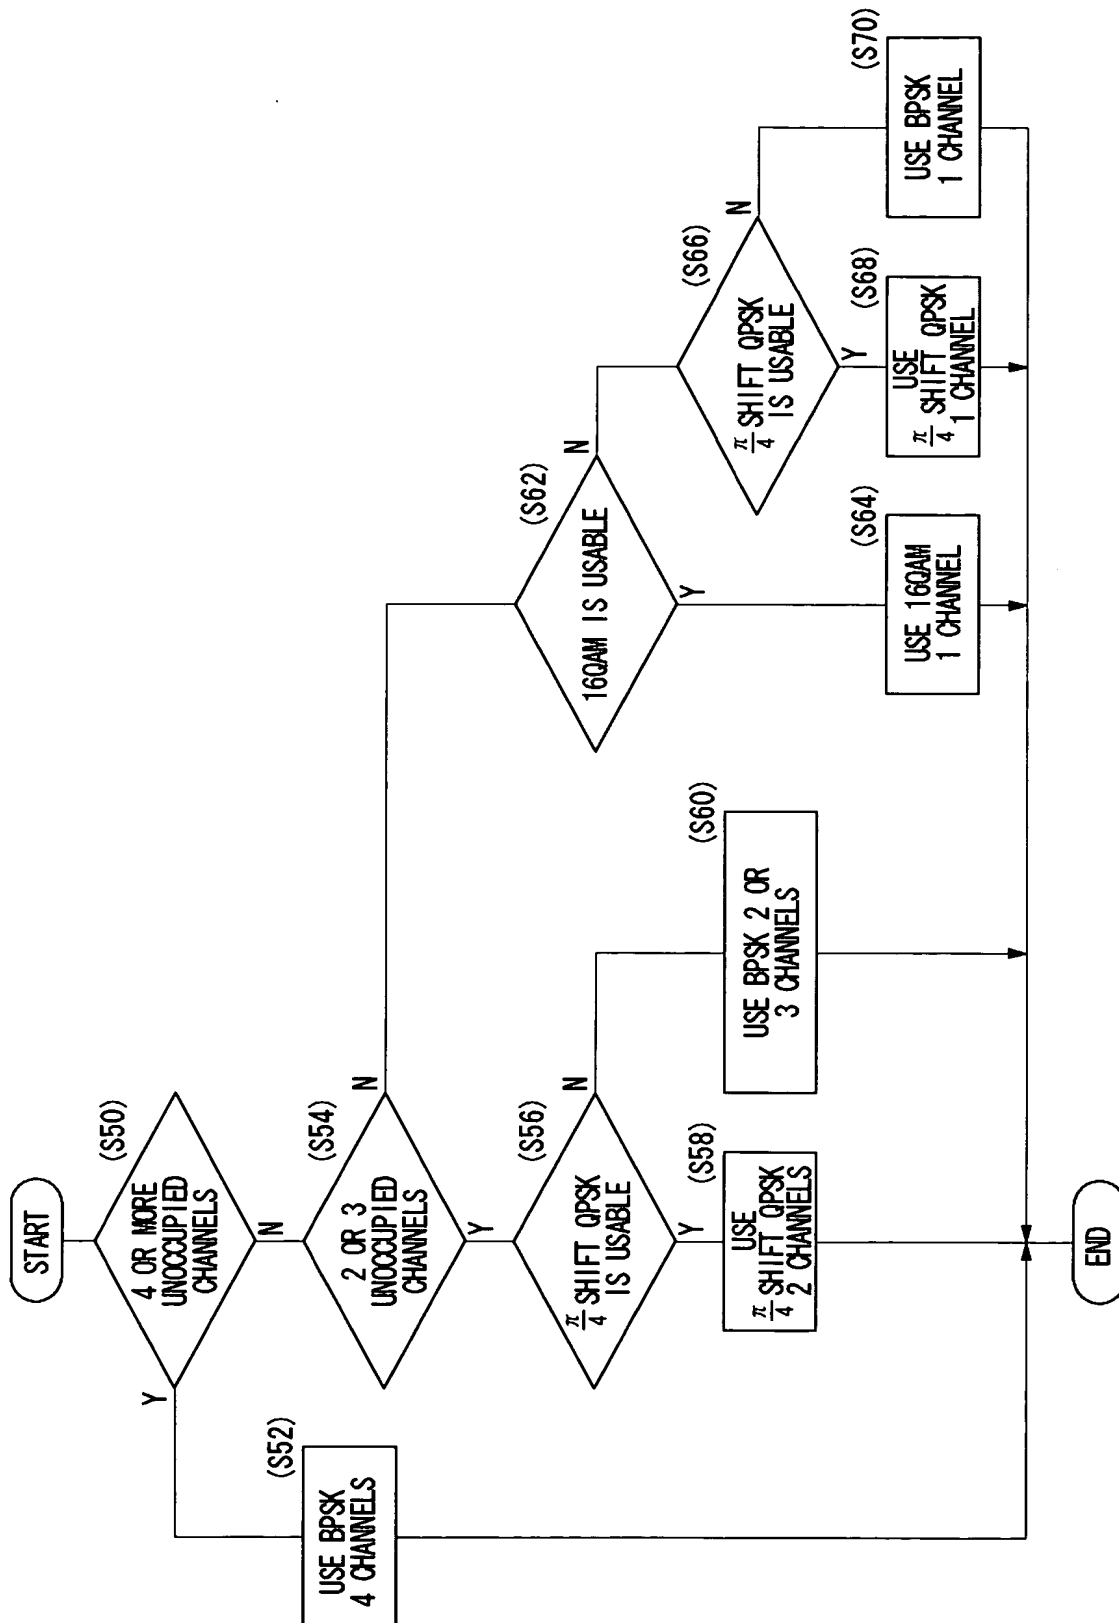 START
(S50)
4 OR MORE
UNOCCUPIED
CHANNELS
Y
N
(S52)
USE BPSK
4 CHANNELS
(S54)
2 OR 3
UNOCCUPIED
CHANNELS
N
Y
(S56)
π/4 SHIFT QPSK
IS USABLE
N
Y
(S58)
USE
π/4 SHIFT QPSK
2 CHANNELS
(S60)
USE BPSK 2 OR
3 CHANNELS
(S62)
16QAM IS USABLE
N
Y
(S64)
USE 16QAM
1 CHANNEL
(S66)
π/4 SHIFT QPSK
IS USABLE
N
Y
(S68)
USE
π/4 SHIFT QPSK
1 CHANNEL
(S70)
USE BPSK
1 CHANNEL
END